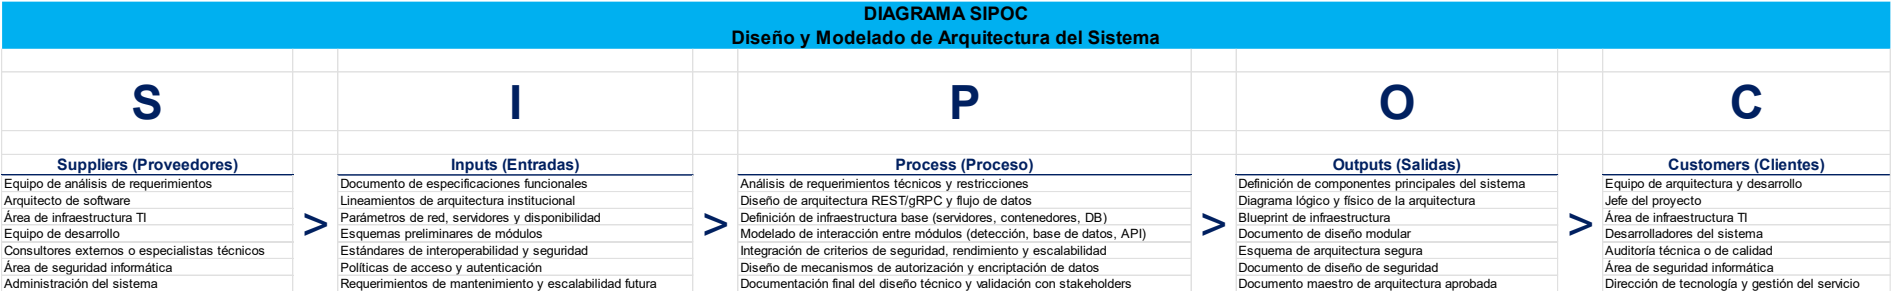 DIAGRAMA SIPOC
Diseño y Modelado de Arquitectura del Sistema
S
I
P
O
C
Suppliers (Proveedores)
Equipo de análisis de requerimientos
Arquitecto de software
Área de infraestructura TI
Equipo de desarrollo
Consultores externos o especialistas técnicos
Área de seguridad informática
Administración del sistema
>
Inputs (Entradas)
Documento de especificaciones funcionales
Lineamientos de arquitectura institucional
Parámetros de red, servidores y disponibilidad
Esquemas preliminares de módulos
Estándares de interoperabilidad y seguridad
Políticas de acceso y autenticación
Requerimientos de mantenimiento y escalabilidad futura
>
Process (Proceso)
Análisis de requerimientos técnicos y restricciones
Diseño de arquitectura REST/gRPC y flujo de datos
Definición de infraestructura base (servidores, contenedores, DB)
Modelado de interacción entre módulos (detección, base de datos, API)
Integración de criterios de seguridad, rendimiento y escalabilidad
Diseño de mecanismos de autorización y encriptación de datos
Documentación final del diseño técnico y validación con stakeholders
>
Outputs (Salidas)
Definición de componentes principales del sistema
Diagrama lógico y físico de la arquitectura
Blueprint de infraestructura
Documento de diseño modular
Esquema de arquitectura segura
Documento de diseño de seguridad
Documento maestro de arquitectura aprobada
>
Customers (Clientes)
Equipo de arquitectura y desarrollo
Jefe del proyecto
Área de infraestructura TI
Desarrolladores del sistema
Auditoría técnica o de calidad
Área de seguridad informática
Dirección de tecnología y gestión del servicio